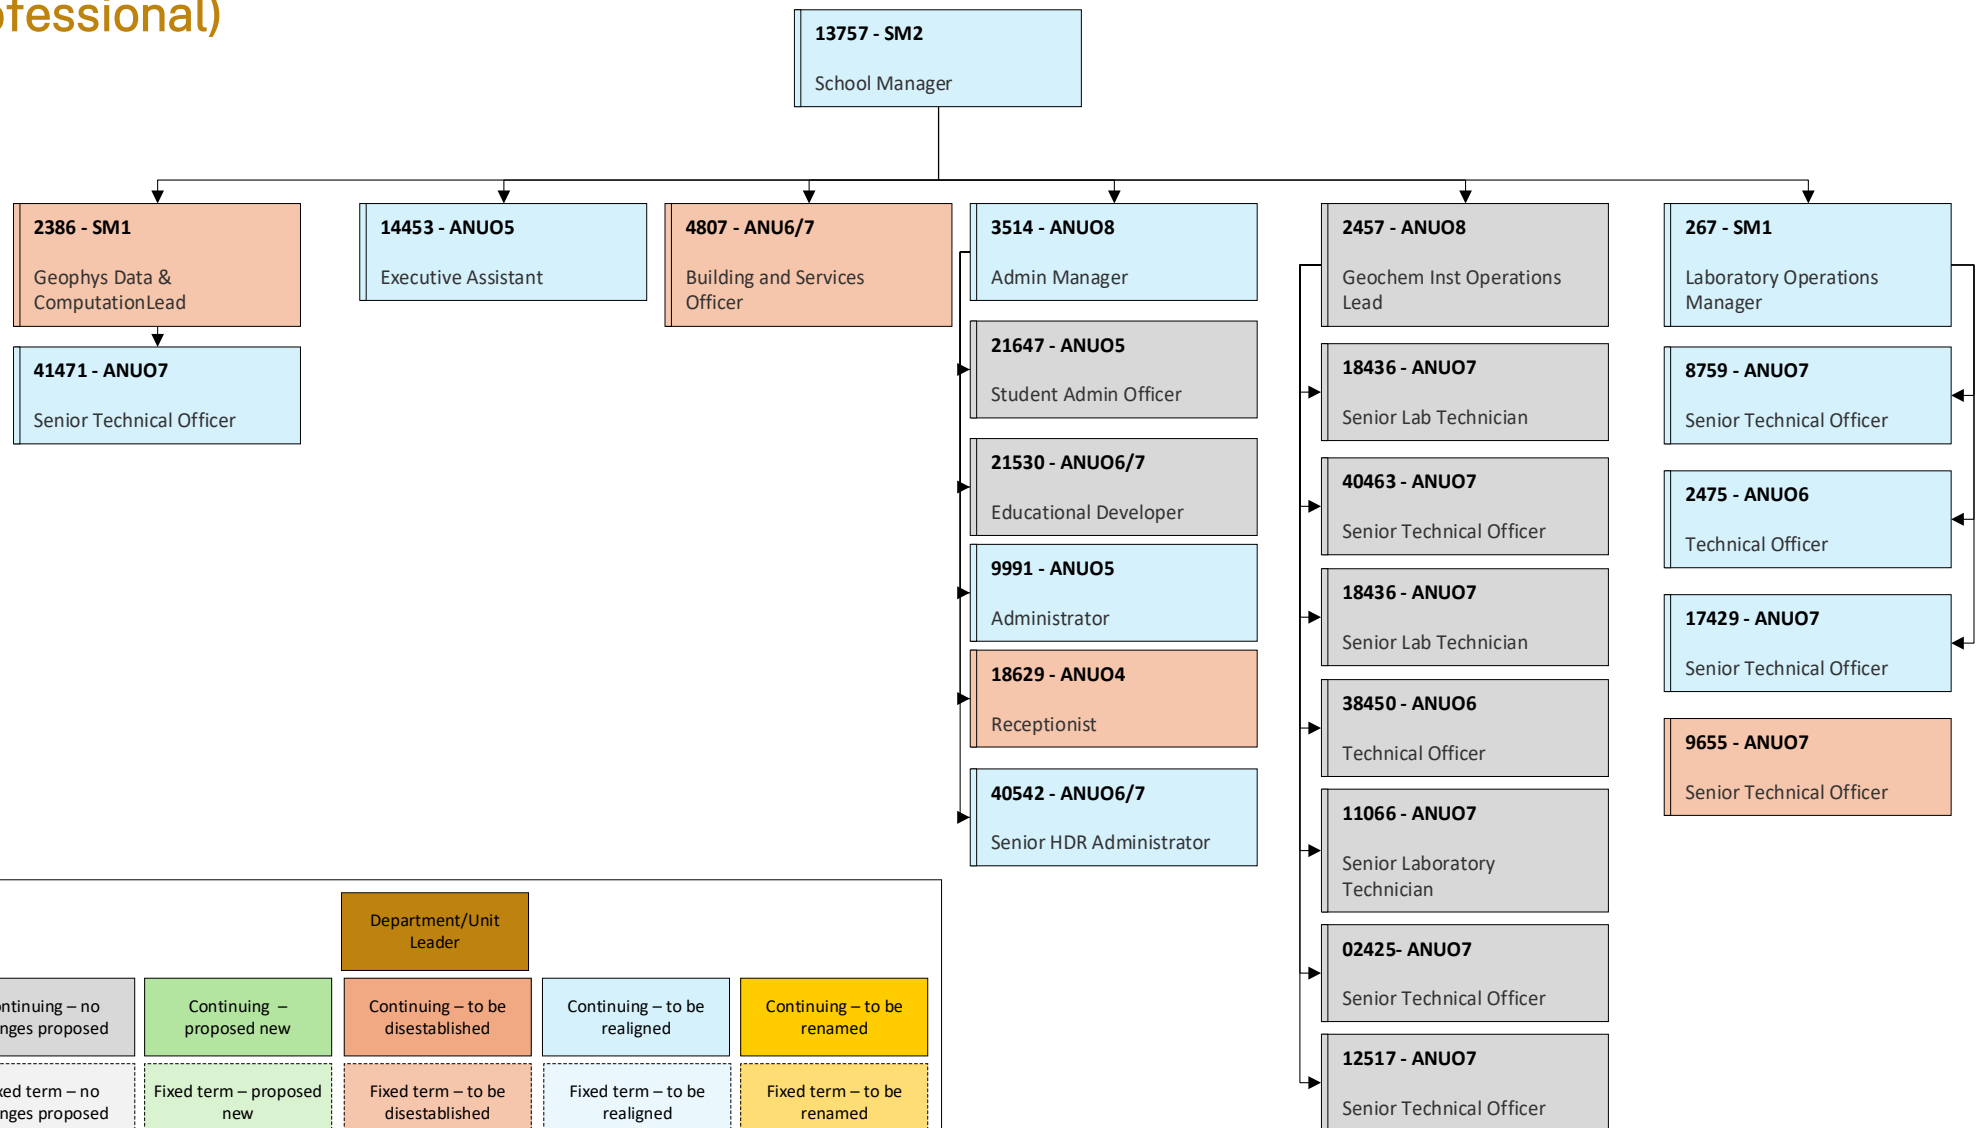 ofessional)
13757 - SM2
School Manager
2386 - SM1
Geophys Data &
ComputationLead
41471 - ANUO7
Senior Technical Officer
14453 - ANUO5
Executive Assistant
4807 - ANU6/7
Building and Services
Officer
3514 - ANUO8
Admin Manager
21647 - ANUO5
Student Admin Officer
21530 - ANUO6/7
Educational Developer
9991 - ANUO5
Administrator
18629 - ANUO4
Receptionist
40542 - ANUO6/7
Senior HDR Administrator
2457 - ANUO8
Geochem Inst Operations
Lead
18436 - ANUO7
Senior Lab Technician
40463 - ANUO7
Senior Technical Officer
18436 - ANUO7
Senior Lab Technician
38450 - ANUO6
Technical Officer
11066 - ANUO7
Senior Laboratory
Technician
02425- ANUO7
Senior Technical Officer
12517 - ANUO7
Senior Technical Officer
267 - SM1
Laboratory Operations
Manager
8759 - ANUO7
Senior Technical Officer
2475 - ANUO6
Technical Officer
17429 - ANUO7
Senior Technical Officer
9655 - ANUO7
Senior Technical Officer
Department/Unit
Leader
ntinuing – no
nges proposed
Continuing –
proposed new
Continuing – to be
disestablished
Continuing – to be
realigned
Continuing – to be
renamed
xed term – no
nges proposed
Fixed term – proposed
new
Fixed term – to be
disestablished
Fixed term – to be
realigned
Fixed term – to be
renamed